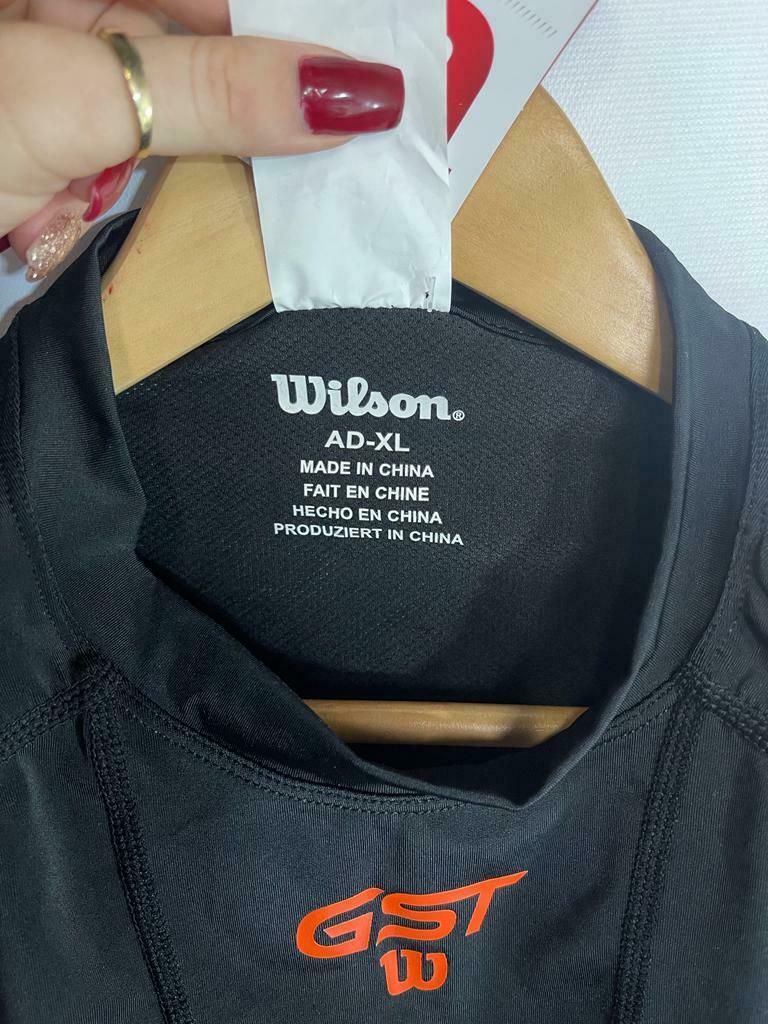 Wilson®
AD-XL
MADE IN CHINA
FAIT EN CHINE
HECHO EN CHINA
PRODUZIERT IN CHINA
GST
W